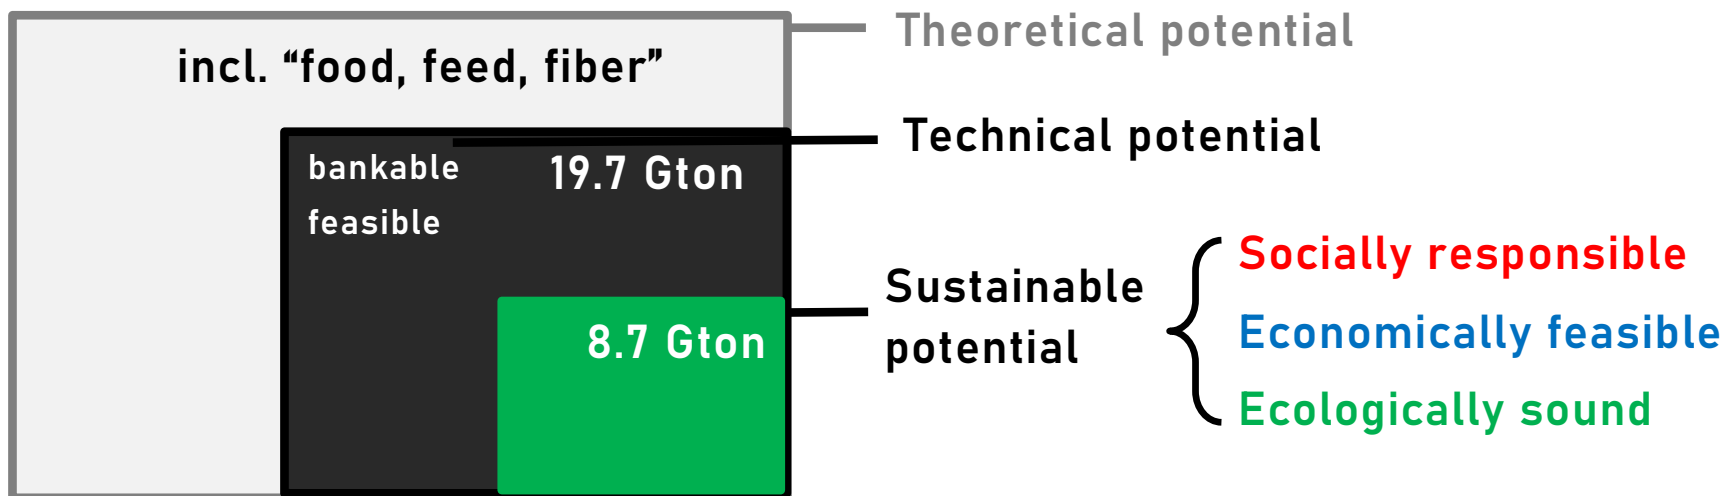 Theoretical potential
incl. “food, feed, fiber”
Technical potential
bankable
feasible
19.7 Gton
Sustainable
potential
8.7 Gton
Socially responsible
Economically feasible
Ecologically sound